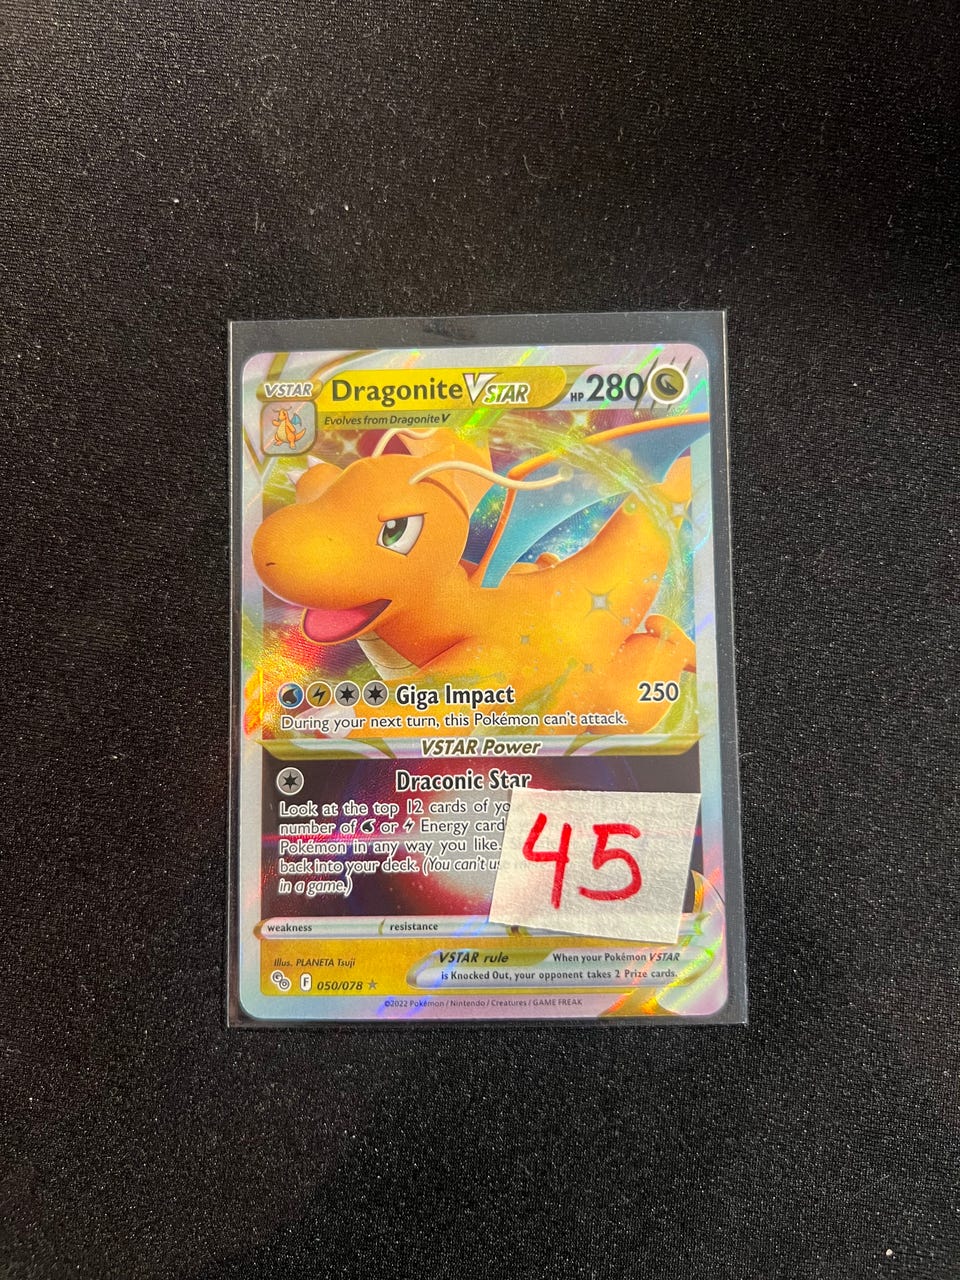 VSTAR Dragonite VSTAR HP 280
Evolves from Dragonite V
Giga Impact 250
During your next turn, this Pokémon can't attack.
VSTAR Power
Draconic Star
Look at the top 12 cards of
number of or Energy
Pokémon in any way you like.
back into your deck. (You can't
in a game.)
45
weakness resistance
VSTAR rule When your Pokémon VSTAR
is Knocked Out, your opponent takes 2 Prize cards.
Illus. PLANETA Tsuji
F 050/078
©2022 Pokémon / Nintendo / Creatures / GAME FREAK